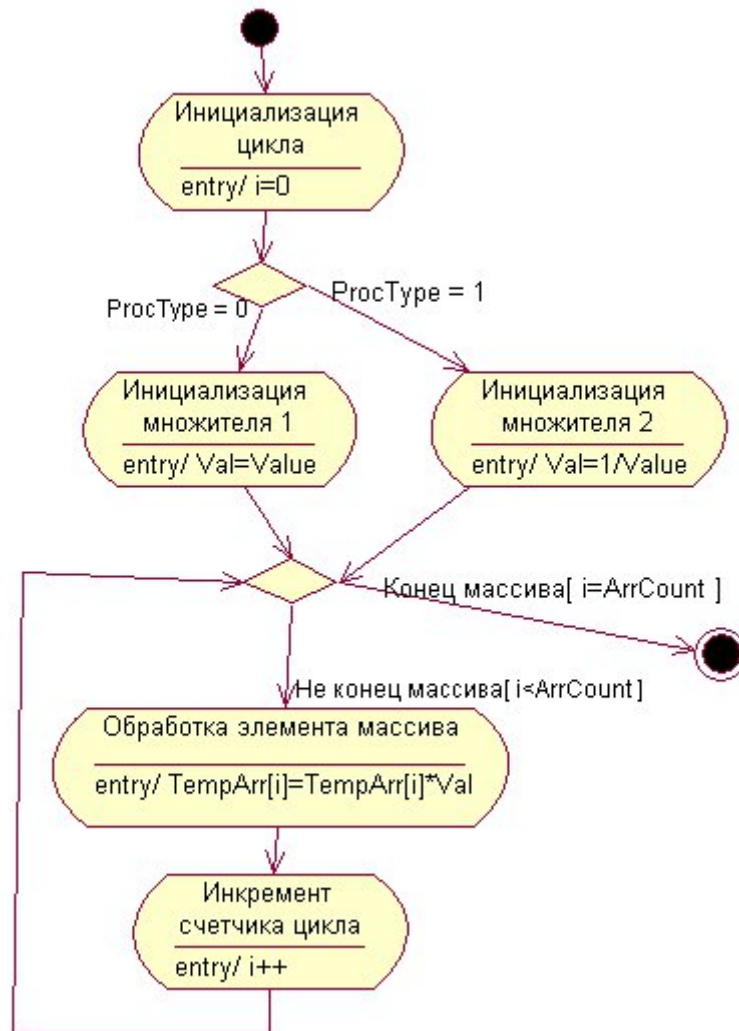 Инициализация
цикла
entry/ i=0
ProcType = 0
ProcType = 1
Инициализация
множителя 1
entry/ Val=Value
Инициализация
множителя 2
entry/ Val=1/Value
Конец массива[ i=ArrCount ]
Не конец массива[ i<ArrCount ]
Обработка элемента массива
entry/ TempArr[i]=TempArr[i]*Val
Инкремент
счетчика цикла
entry/ i++